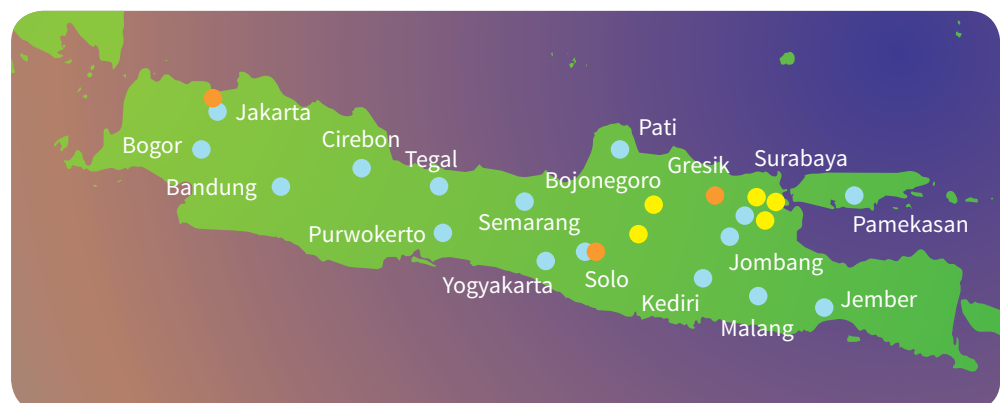 Jakarta
Bogor
Bandung
Cirebon
Tegal
Purwokerto
Semarang
Yogyakarta
Solo
Bojonegoro
Pati
Gresik
Surabaya
Pamekasan
Jombang
Kediri
Malang
Jember